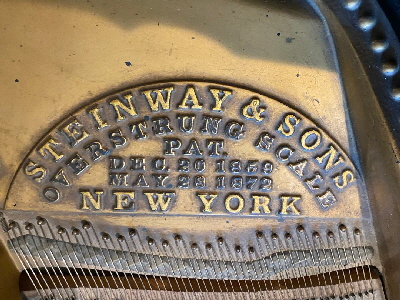 STEINWAY & SONS
OVERSTRUNG SCALE
PAT
DEC 20 1859
MAY 28 1872
NEW YORK